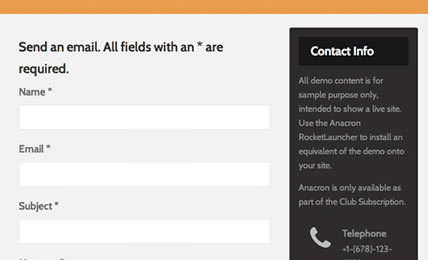 Send an email. All fields with an * are
required.
Name *
Email *
Subject *
Contact Info
All demo content is for
sample purpose only,
intended to show a live site.
Use the Anacron
RocketLauncher to install an
equivalent of the demo onto
your site.
Anacron is only available as
part of the Club Subscription.
Telephone
+1-(678)-123-